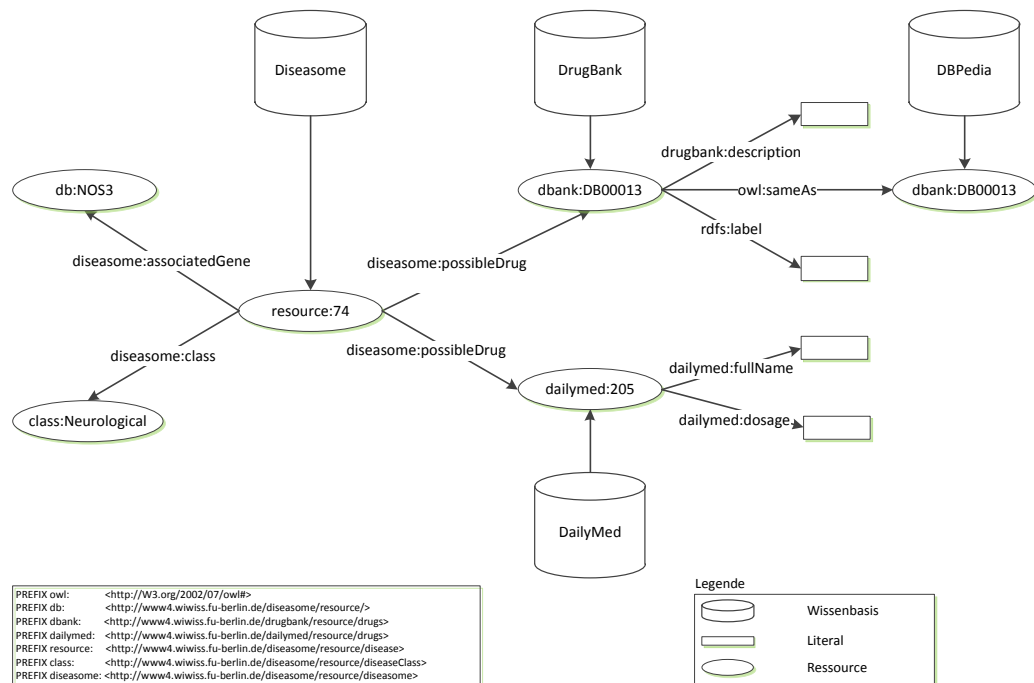 Diseasome
DrugBank
DBPedia
drugbank:description
db:NOS3
dbank:DB00013
owl:sameAs
dbank:DB00013
rdfs:label
diseasome:associatedGene
diseasome:possibleDrug
resource:74
diseasome:class
diseasome:possibleDrug
dailymed:fullName
dailymed:205
class:Neurological
dailymed:dosage
DailyMed
PREFIX owl: <http://W3.org/2002/07/owl#>
PREFIX db: <http://www4.wiwiss.fu-berlin.de/diseasome/resource/>
PREFIX dbank: <http://www4.wiwiss.fu-berlin.de/drugbank/resource/drugs>
PREFIX dailymed: <http://www4.wiwiss.fu-berlin.de/dailymed/resource/drugs>
PREFIX resource: <http://www4.wiwiss.fu-berlin.de/diseasome/resource/disease>
PREFIX class: <http://www4.wiwiss.fu-berlin.de/diseasome/resource/diseaseClass>
PREFIX diseasome: <http://www4.wiwiss.fu-berlin.de/diseasome/resource/diseasome>
Legende
Wissenbasis
Literal
Ressource